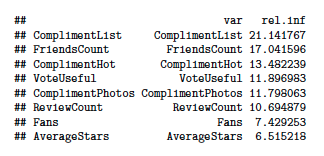 ##                           var   rel.inf
## ComplimentList     ComplimentList 21.141767
## FriendsCount         FriendsCount 17.041596
## ComplimentHot       ComplimentHot 13.482239
## VoteUseful             VoteUseful 11.896983
## ComplimentPhotos ComplimentPhotos 11.798063
## ReviewCount           ReviewCount 10.694879
## Fans                         Fans  7.429253
## AverageStars         AverageStars  6.515218